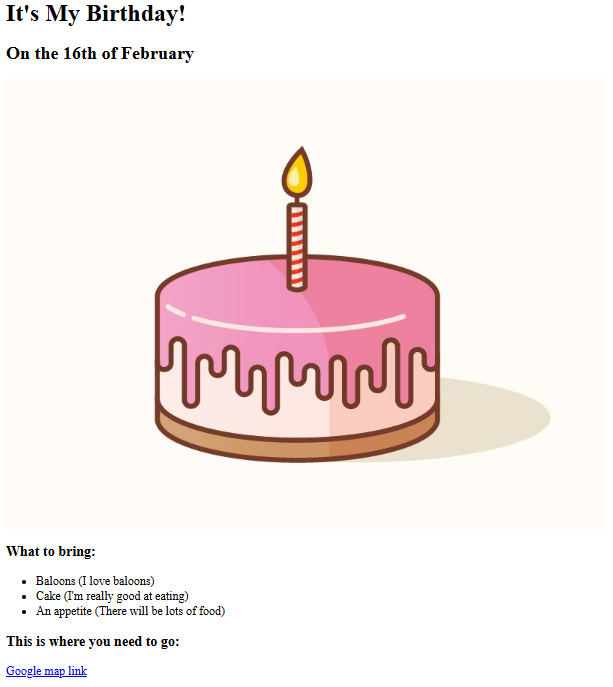 It's My Birthday!
On the 16th of February
What to bring:
Baloons (I love baloons)
Cake (I'm really good at eating)
An appetite (There will be lots of food)
This is where you need to go:
Google map link